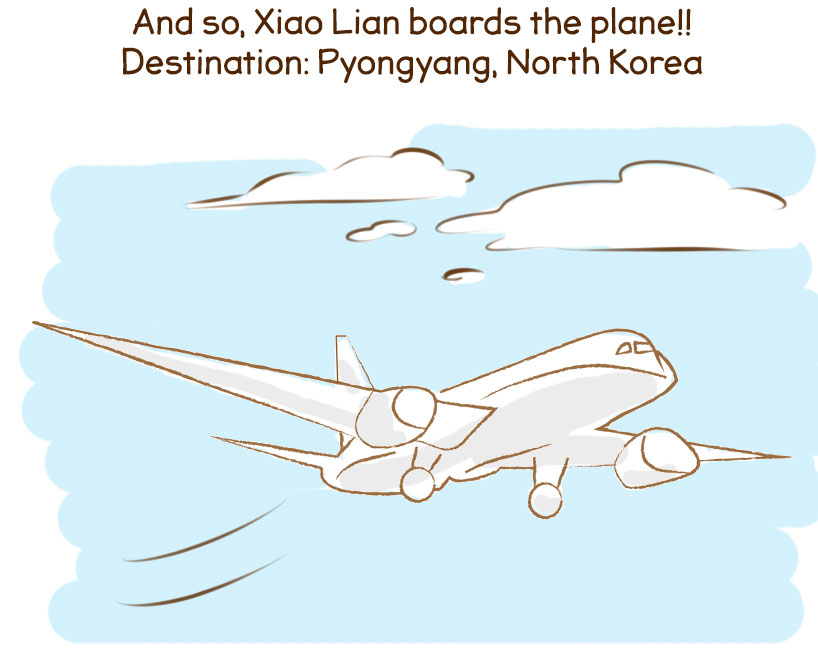 And so, Xiao Lian boards the plane!!
Destination: Pyongyang, North Korea